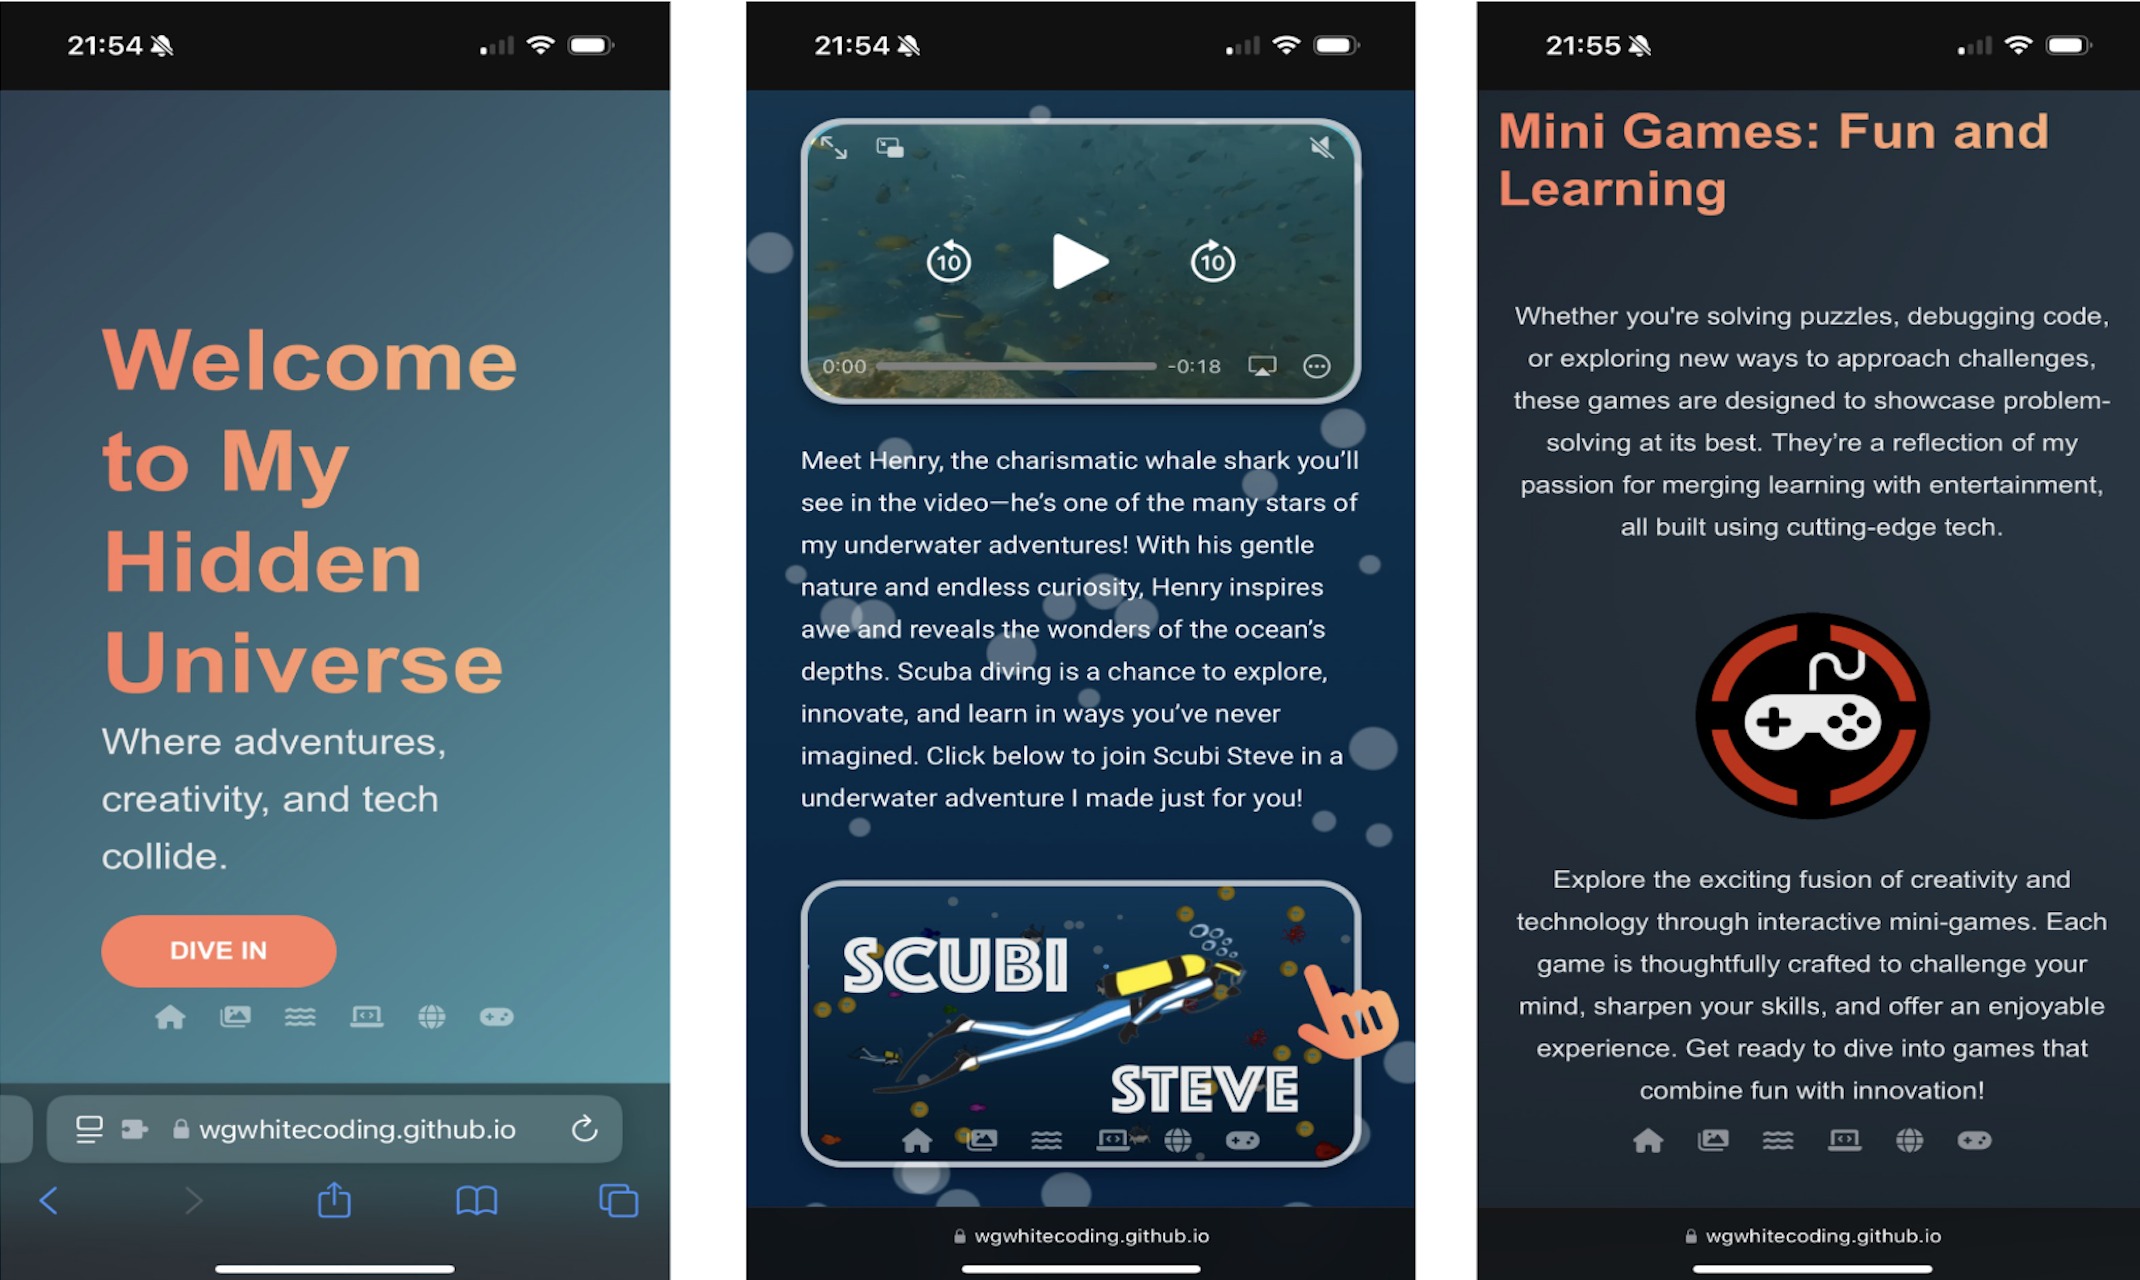 21:54
Welcome
to My
Hidden
Universe
Where adventures,
creativity, and tech
collide.
DIVE IN
wgwhitecoding.github.io
21:54
10
10
0:00
-0:18
Meet Henry, the charismatic whale shark you’ll
see in the video—he’s one of the many stars of
my underwater adventures! With his gentle
nature and endless curiosity, Henry inspires
awe and reveals the wonders of the ocean’s
depths. Scuba diving is a chance to explore,
innovate, and learn in ways you’ve never
imagined. Click below to join Scubi Steve in a
underwater adventure I made just for you!
SCUBI
STEVE
wgwhitecoding.github.io
21:55
Mini Games: Fun and
Learning
Whether you're solving puzzles, debugging code,
or exploring new ways to approach challenges,
these games are designed to showcase problem-
solving at its best. They’re a reflection of my
passion for merging learning with entertainment,
all built using cutting-edge tech.
Explore the exciting fusion of creativity and
technology through interactive mini-games. Each
game is thoughtfully crafted to challenge your
mind, sharpen your skills, and offer an enjoyable
experience. Get ready to dive into games that
combine fun with innovation!
wgwhitecoding.github.io